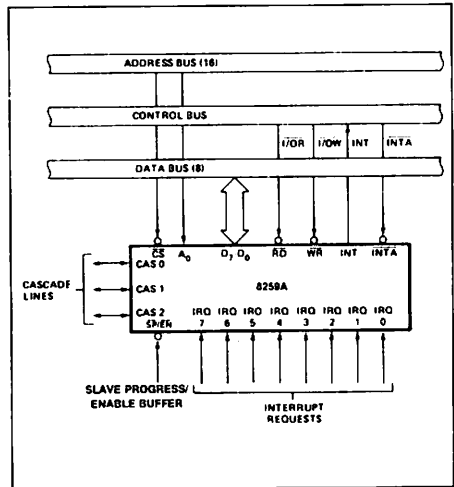 ADDRESS BUS (16)
CONTROL BUS
I/OR I/OW INT INTA
DATA BUS (8)
CS A0 D7 D0 RD WR INT INTA
CASCADE LINES
CAS 0
CAS 1
CAS 2
8259A
SP/EN
IRQ 7 IRQ 6 IRQ 5 IRQ 4 IRQ 3 IRQ 2 IRQ 1 IRQ 0
SLAVE PROGRESS/
ENABLE BUFFER
INTERRUPT
REQUESTS